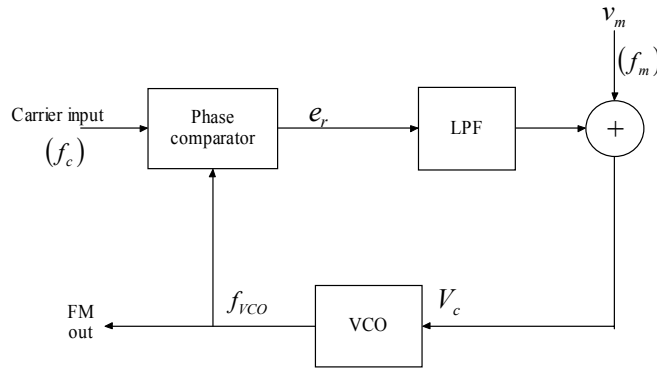 v_m
(f_m)
Carrier input
(f_c)
Phase
comparator
e_r
LPF
+
FM
out
f_VCO
VCO
V_c